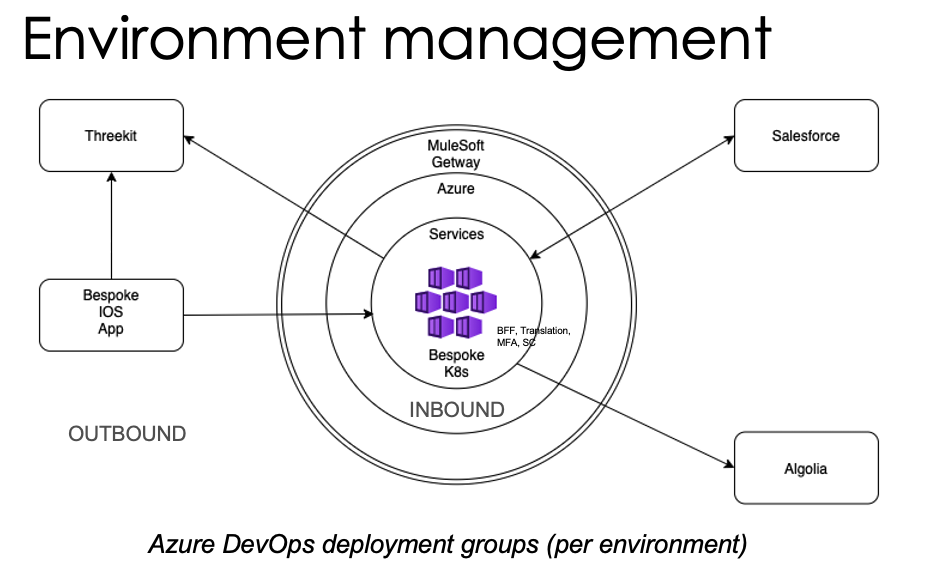 Environment management
Threekit
MuleSoft
Getway
Salesforce
Azure
Services
Bespoke
IOS
App
BFF, Translation,
MFA, SC
Bespoke
K8s
INBOUND
OUTBOUND
Algolia
Azure DevOps deployment groups (per environment)